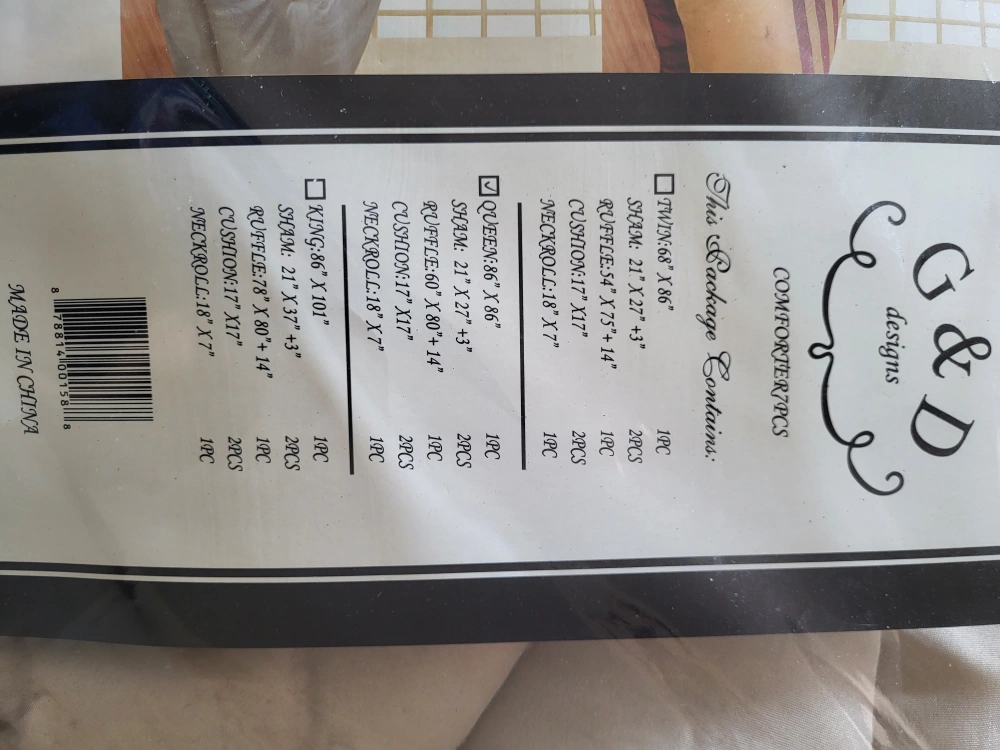 G & D
designs
COMFORTER7PCS
This Package Contains:
☐ TWIN:68" X 86" 1PC
SHAM: 21" X 27" +3" 2PCS
RUFFLE:54" X 75"+ 14" 1PC
CUSHION:17" X17" 2PCS
NECKROLL:18" X 7" 1PC
☑ QUEEN:86" X 86" 1PC
SHAM: 21" X 27" +3" 2PCS
RUFFLE:60" X 80"+ 14" 1PC
CUSHION:17" X17" 2PCS
NECKROLL:18" X 7" 1PC
☐ KING:86" X 101" 1PC
SHAM: 21" X 37" +3" 2PCS
RUFFLE:78" X 80"+ 14" 1PC
CUSHION:17" X17" 2PCS
NECKROLL:18" X 7" 1PC
8 78814 00158 8
MADE IN CHINA